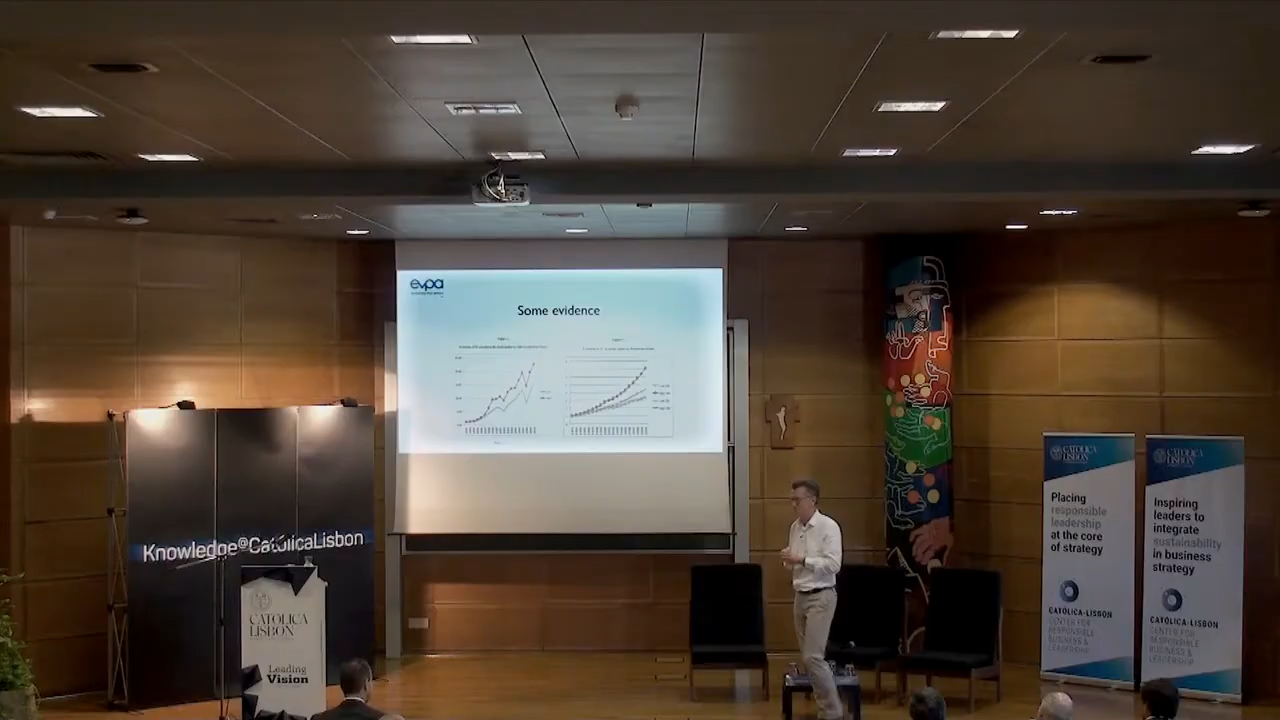 evpa
Some evidence
Knowledge@CatólicaLisbon
CATÓLICA
LISBON
Leading
Vision
CATÓLICA
LISBON
Placing
responsible
leadership
at the core
of strategy
CATÓLICA-LISBON
CENTER FOR
RESPONSIBLE
BUSINESS &
LEADERSHIP
CATÓLICA
LISBON
Inspiring
leaders to
integrate
sustainability
in business
strategy
CATÓLICA-LISBON
CENTER FOR
RESPONSIBLE
BUSINESS &
LEADERSHIP